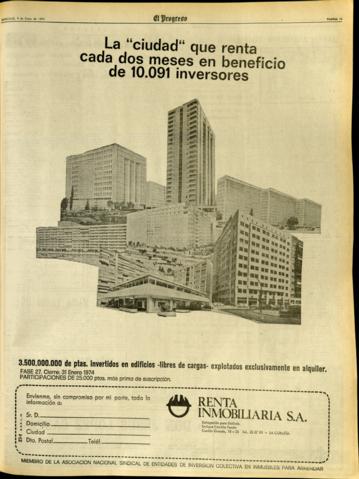 El Progreso
La "ciudad" que renta
cada dos meses en beneficio
de 10.091 inversores
3.500.000.000 de ptas. invertidos en edificios -libres de cargas- explotados exclusivamente en alquiler.
FASE 27. Cierre, 31 Enero 1974
PARTICIPACIONES DE 25.000 ptas. más prima de suscripción.
Envíenme, sin compromiso por mi parte, toda la
información a:
Sr. D.
Domicilio
Ciudad
Dto. Postal Teléf.
RENTA
INMOBILIARIA S.A.
LA CORUÑA
MIEMBRO DE LA ASOCIACION NACIONAL SINDICAL DE ENTIDADES DE INVERSION COLECTIVA EN INMUEBLES PARA ARRENDAR